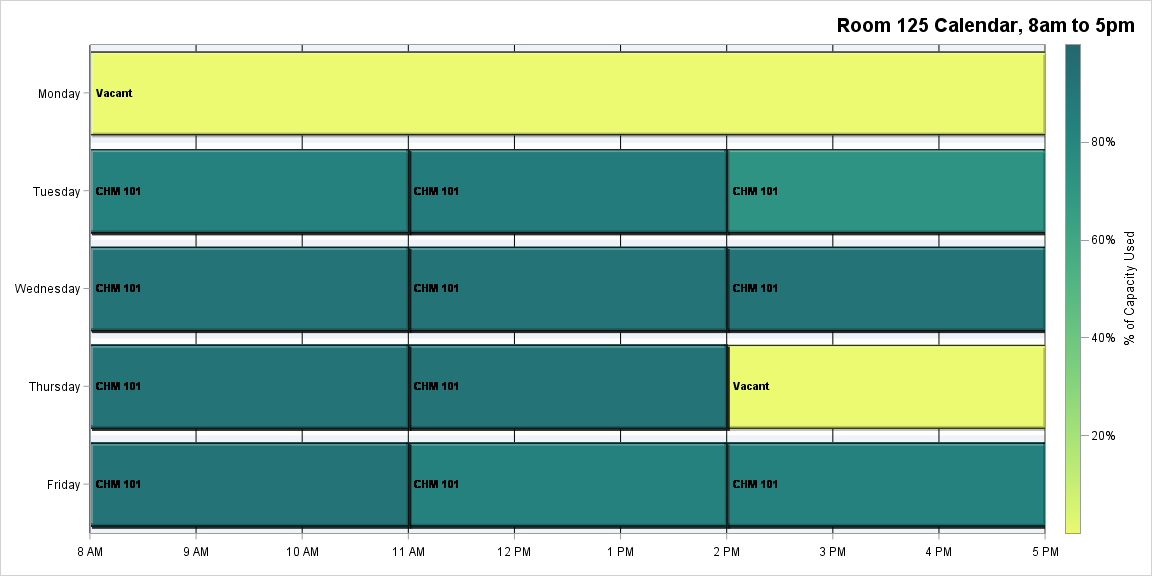 Room 125 Calendar, 8am to 5pm
Monday
Vacant
Tuesday
CHM 101 CHM 101 CHM 101
Wednesday
CHM 101 CHM 101 CHM 101
Thursday
CHM 101 CHM 101 Vacant
Friday
CHM 101 CHM 101 CHM 101
8 AM 9 AM 10 AM 11 AM 12 PM 1 PM 2 PM 3 PM 4 PM 5 PM
80%
60%
40%
20%
% of Capacity Used